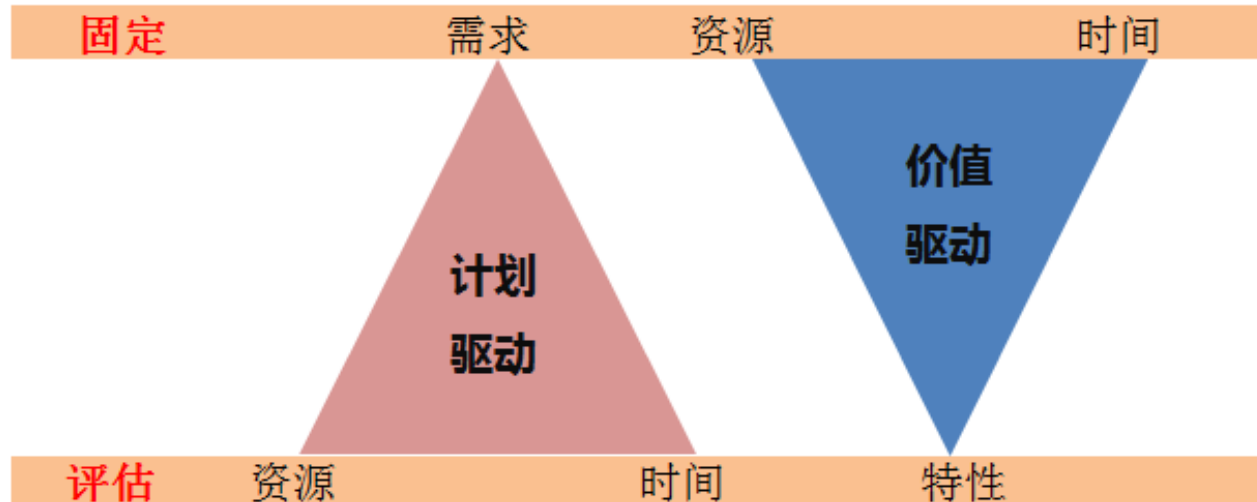 固定 需求 资源 时间
价值
驱动
计划
驱动
评估 资源 时间 特性